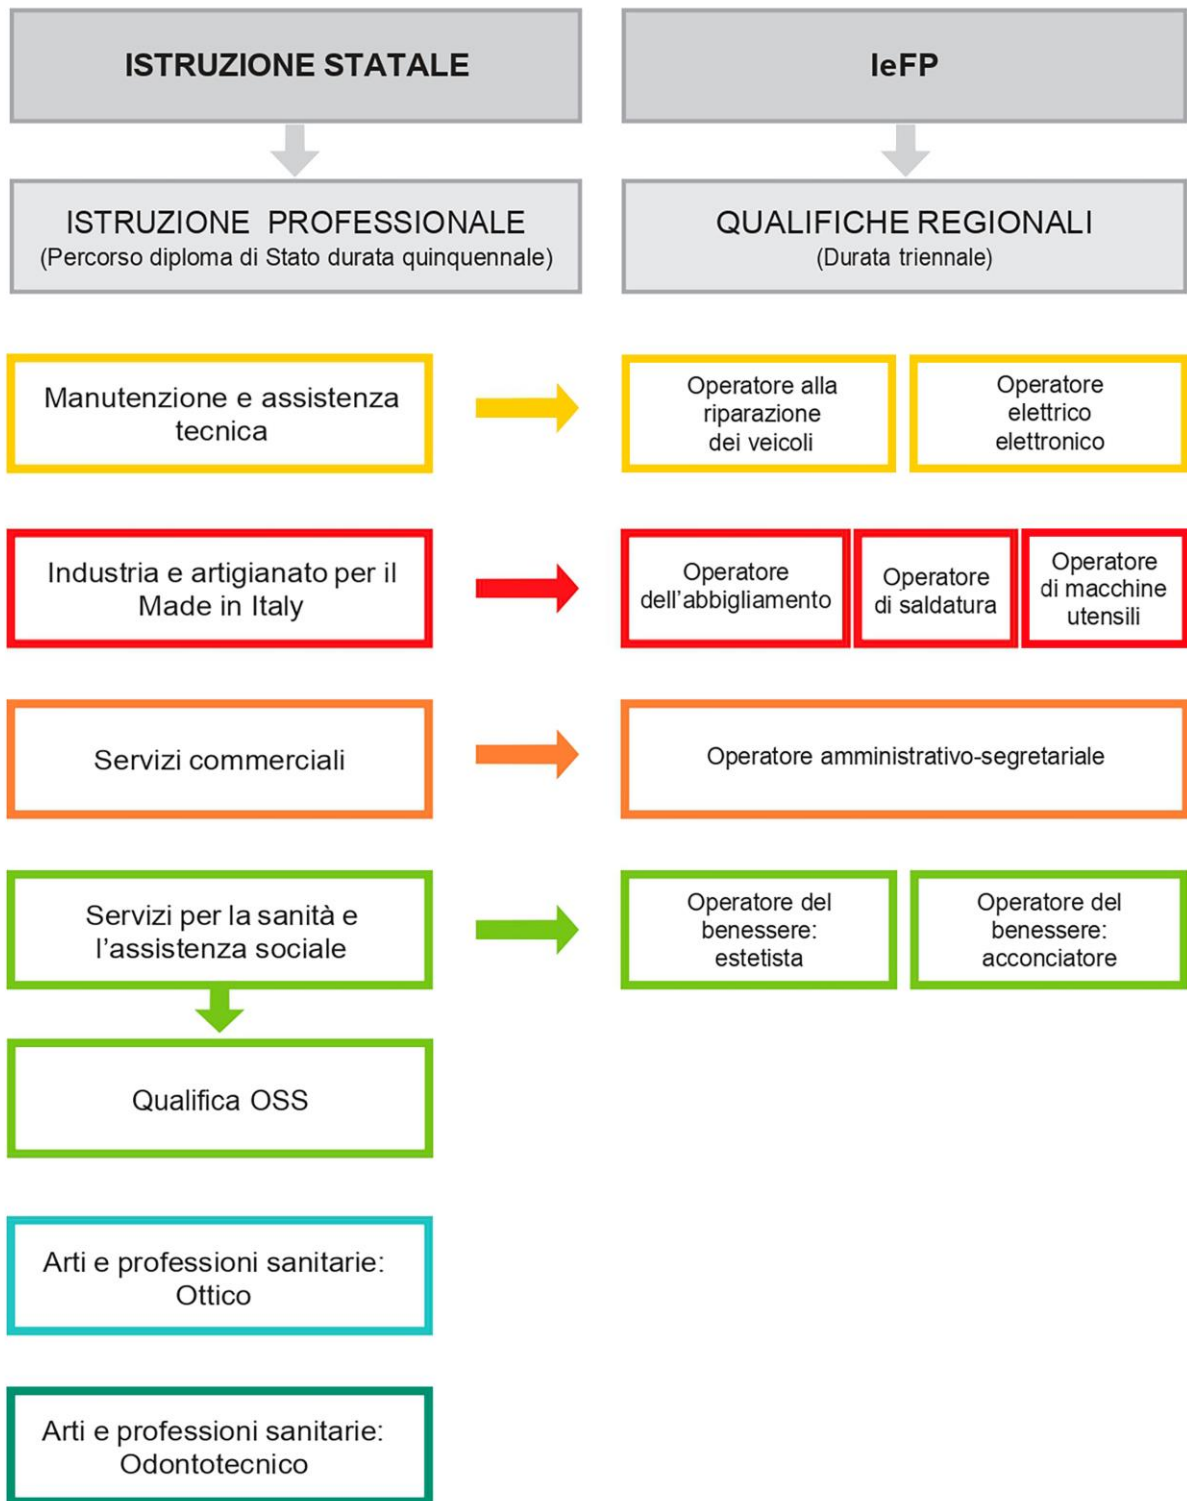 ISTRUZIONE STATALE
IeFP
ISTRUZIONE PROFESSIONALE
(Percorso diploma di Stato durata quinquennale)
QUALIFICHE REGIONALI
(Durata triennale)
Manutenzione e assistenza
tecnica
Operatore alla
riparazione
dei veicoli
Operatore
elettrico
elettronico
Industria e artigianato per il
Made in Italy
Operatore
dell'abbigliamento
Operatore
di saldatura
Operatore
di macchine
utensili
Servizi commerciali
Operatore amministrativo-segretariale
Servizi per la sanità e
l'assistenza sociale
Operatore del
benessere:
estetista
Operatore del
benessere:
acconciatore
Qualifica OSS
Arti e professioni sanitarie:
Ottico
Arti e professioni sanitarie:
Odontotecnico